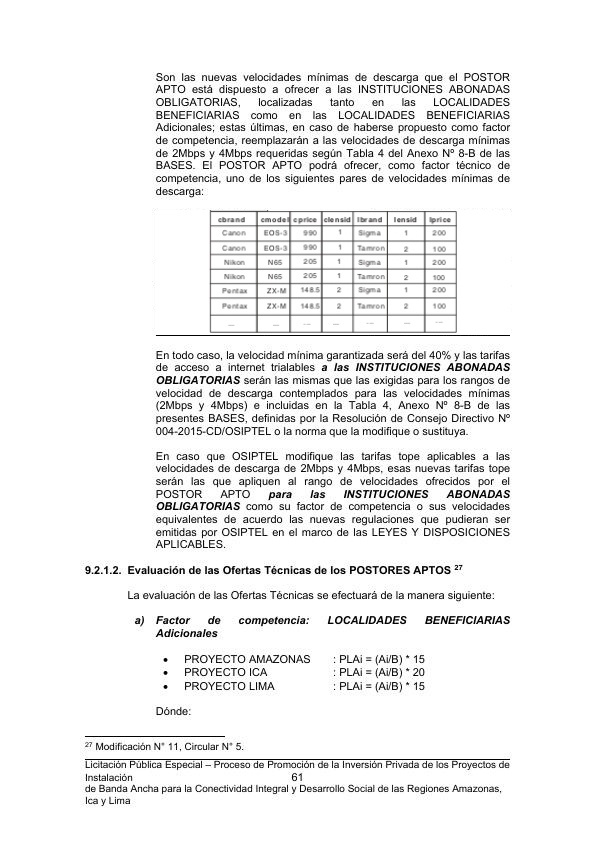 Son las nuevas velocidades mínimas de descarga que el POSTOR
APTO está dispuesto a ofrecer a las INSTITUCIONES ABONADAS
OBLIGATORIAS, localizadas tanto en las LOCALIDADES
BENEFICIARIAS como en las LOCALIDADES BENEFICIARIAS
Adicionales; estas últimas, en caso de haberse propuesto como factor
de competencia, reemplazarán a las velocidades de descarga mínimas
de 2Mbps y 4Mbps requeridas según Tabla 4 del Anexo Nº 8-B de las
BASES. El POSTOR APTO podrá ofrecer, como factor técnico de
competencia, uno de los siguientes pares de velocidades mínimas de
descarga:
cbrand cmodel cprice clensid lbrand lensid lprice
Canon EOS-3 990 1 Sigma 1 200
Canon EOS-3 990 1 Tamron 2 100
Nikon N65 205 1 Sigma 1 200
Nikon N65 205 1 Tamron 2 100
Pentax ZX-M 148.5 2 Sigma 1 200
Pentax ZX-M 148.5 2 Tamron 2 100
... ... ... ... ... ... ...
En todo caso, la velocidad mínima garantizada será del 40% y las tarifas
de acceso a internet trialables a las INSTITUCIONES ABONADAS
OBLIGATORIAS serán las mismas que las exigidas para los rangos de
velocidad de descarga contemplados para las velocidades mínimas
(2Mbps y 4Mbps) e incluidas en la Tabla 4, Anexo Nº 8-B de las
presentes BASES, definidas por la Resolución de Consejo Directivo Nº
004-2015-CD/OSIPTEL o la norma que la modifique o sustituya.
En caso que OSIPTEL modifique las tarifas tope aplicables a las
velocidades de descarga de 2Mbps y 4Mbps, esas nuevas tarifas tope
serán las que apliquen al rango de velocidades ofrecidos por el
POSTOR APTO para las INSTITUCIONES ABONADAS
OBLIGATORIAS como su factor de competencia o sus velocidades
equivalentes de acuerdo las nuevas regulaciones que pudieran ser
emitidas por OSIPTEL en el marco de las LEYES Y DISPOSICIONES
APLICABLES.
9.2.1.2. Evaluación de las Ofertas Técnicas de los POSTORES APTOS 27
La evaluación de las Ofertas Técnicas se efectuará de la manera siguiente:
a) Factor de competencia: LOCALIDADES BENEFICIARIAS
Adicionales
• PROYECTO AMAZONAS : PLAi = (Ai/B) * 15
• PROYECTO ICA : PLAi = (Ai/B) * 20
• PROYECTO LIMA : PLAi = (Ai/B) * 15
Dónde:
27 Modificación N° 11, Circular N° 5.
Licitación Pública Especial – Proceso de Promoción de la Inversión Privada de los Proyectos de
Instalación 61
de Banda Ancha para la Conectividad Integral y Desarrollo Social de las Regiones Amazonas,
Ica y Lima